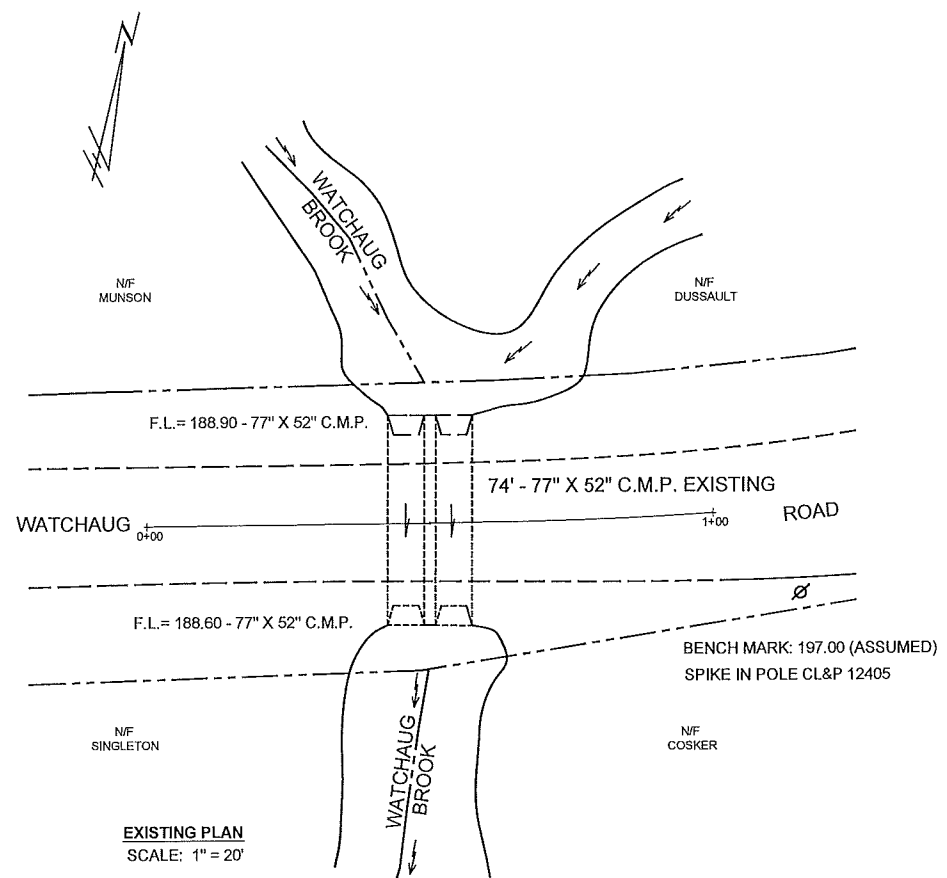 N
WATCHAUG
BROOK
N/F
MUNSON
N/F
DUSSAULT
F.L.= 188.90 - 77" X 52" C.M.P.
74' - 77" X 52" C.M.P. EXISTING
WATCHAUG
0+00
1+00
ROAD
F.L.= 188.60 - 77" X 52" C.M.P.
BENCH MARK: 197.00 (ASSUMED)
SPIKE IN POLE CL&P 12405
N/F
SINGLETON
WATCHAUG
BROOK
N/F
COSKER
EXISTING PLAN
SCALE: 1" = 20'